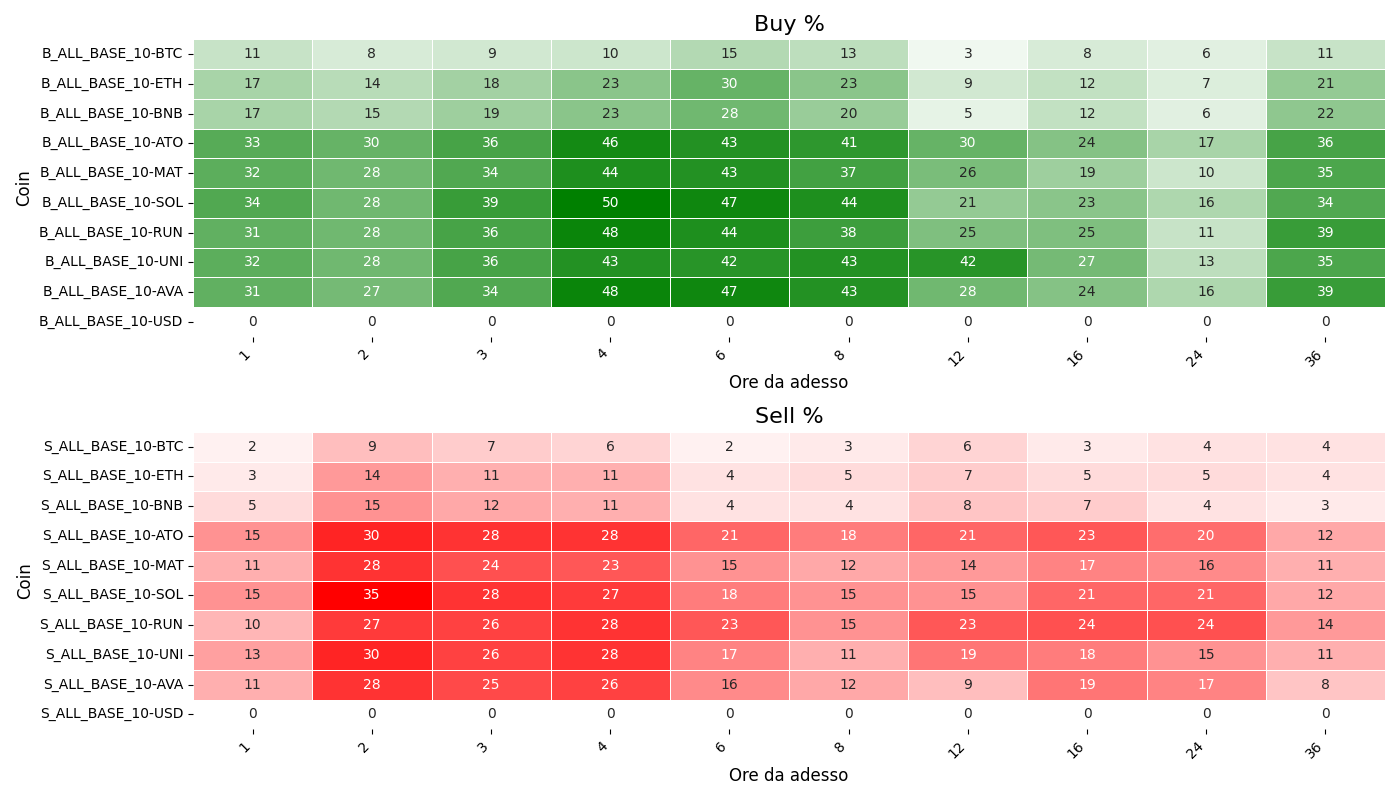 Buy %
Coin
B_ALL_BASE_10-BTC 11 8 9 10 15 13 3 8 6 11
B_ALL_BASE_10-ETH 17 14 18 23 30 23 9 12 7 21
B_ALL_BASE_10-BNB 17 15 19 23 28 20 5 12 6 22
B_ALL_BASE_10-ATO 33 30 36 46 43 41 30 24 17 36
B_ALL_BASE_10-MAT 32 28 34 44 43 37 26 19 10 35
B_ALL_BASE_10-SOL 34 28 39 50 47 44 21 23 16 34
B_ALL_BASE_10-RUN 31 28 36 48 44 38 25 25 11 39
B_ALL_BASE_10-UNI 32 28 36 43 42 43 42 27 13 35
B_ALL_BASE_10-AVA 31 27 34 48 47 43 28 24 16 39
B_ALL_BASE_10-USD 0 0 0 0 0 0 0 0 0 0
1 2 3 4 6 8 12 16 24 36
Ore da adesso
Sell %
Coin
S_ALL_BASE_10-BTC 2 9 7 6 2 3 6 3 4 4
S_ALL_BASE_10-ETH 3 14 11 11 4 5 7 5 5 4
S_ALL_BASE_10-BNB 5 15 12 11 4 4 8 7 4 3
S_ALL_BASE_10-ATO 15 30 28 28 21 18 21 23 20 12
S_ALL_BASE_10-MAT 11 28 24 23 15 12 14 17 16 11
S_ALL_BASE_10-SOL 15 35 28 27 18 15 15 21 21 12
S_ALL_BASE_10-RUN 10 27 26 28 23 15 23 24 24 14
S_ALL_BASE_10-UNI 13 30 26 28 17 11 19 18 15 11
S_ALL_BASE_10-AVA 11 28 25 26 16 12 9 19 17 8
S_ALL_BASE_10-USD 0 0 0 0 0 0 0 0 0 0
1 2 3 4 6 8 12 16 24 36
Ore da adesso